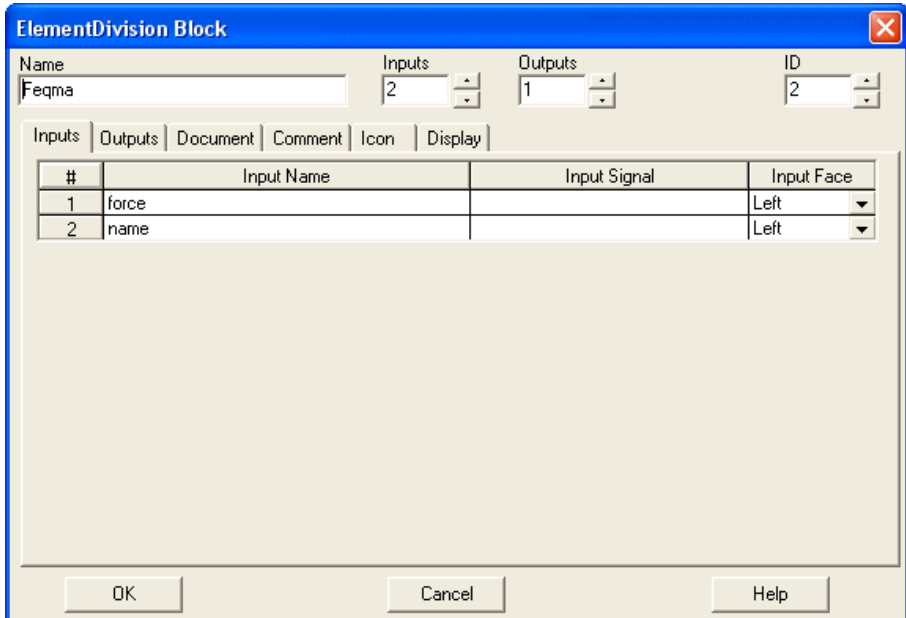 ElementDivision Block
Name Inputs Outputs ID
Feqma 2 1 2
Inputs Outputs Document Comment Icon Display
# Input Name Input Signal Input Face
1 force Left
2 name Left
OK Cancel Help